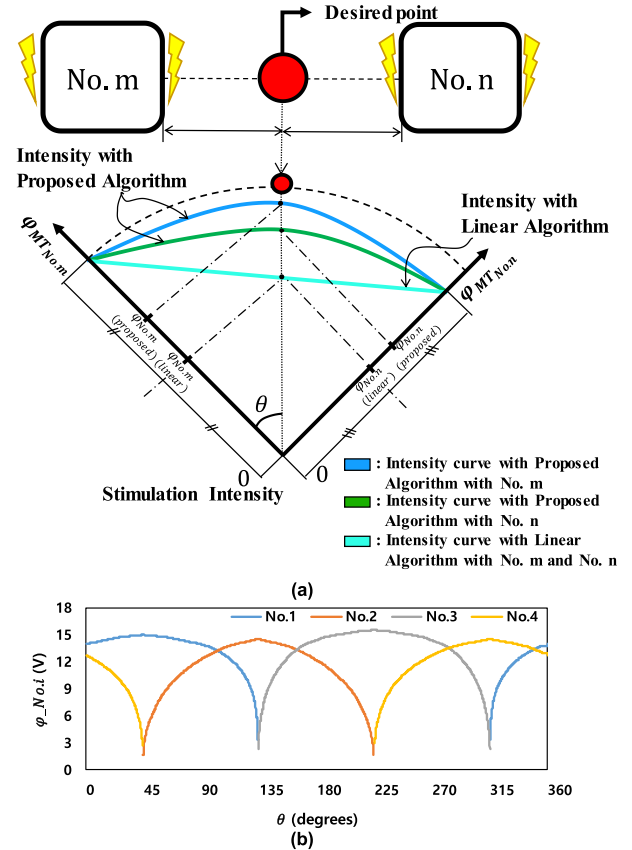 Desired point
No. m
No. n
Intensity with
Proposed Algorithm
Intensity with
Linear Algorithm
φMT No.m
φMT No.n
φNo.m
(proposed)
φNo.m
(linear)
φNo.n
(proposed)
φNo.n
(linear)
θ
0
0
Stimulation Intensity
: Intensity curve with Proposed
Algorithm with No. m
: Intensity curve with Proposed
Algorithm with No. n
: Intensity curve with Linear
Algorithm with No. m and No. n
(a)
No.1 No.2 No.3 No.4
18
15
12
9
6
3
0
φ_No.i (V)
0 45 90 135 180 225 270 315 360
θ (degrees)
(b)